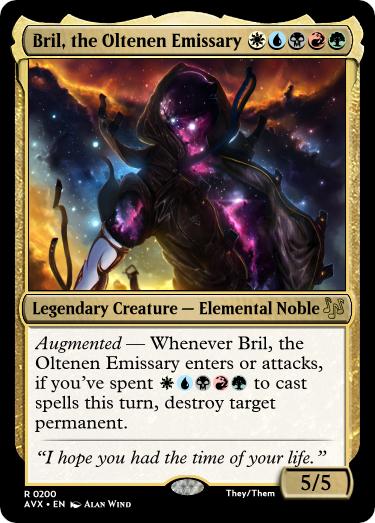 Bril, the Oltenen Emissary
Legendary Creature — Elemental Noble
Augmented — Whenever Bril, the
Oltenen Emissary enters or attacks,
if you’ve spent to cast
spells this turn, destroy target
permanent.
“I hope you had the time of your life.”
5/5
R 0200
AVX • EN Alan Wind
They/Them